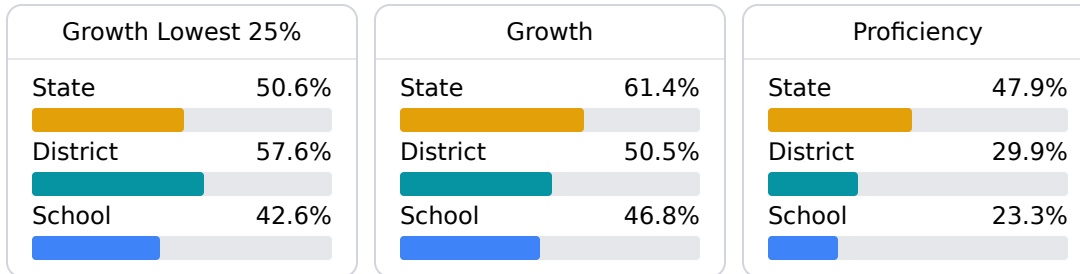 Growth Lowest 25%
State 50.6%
District 57.6%
School 42.6%
Growth
State 61.4%
District 50.5%
School 46.8%
Proficiency
State 47.9%
District 29.9%
School 23.3%